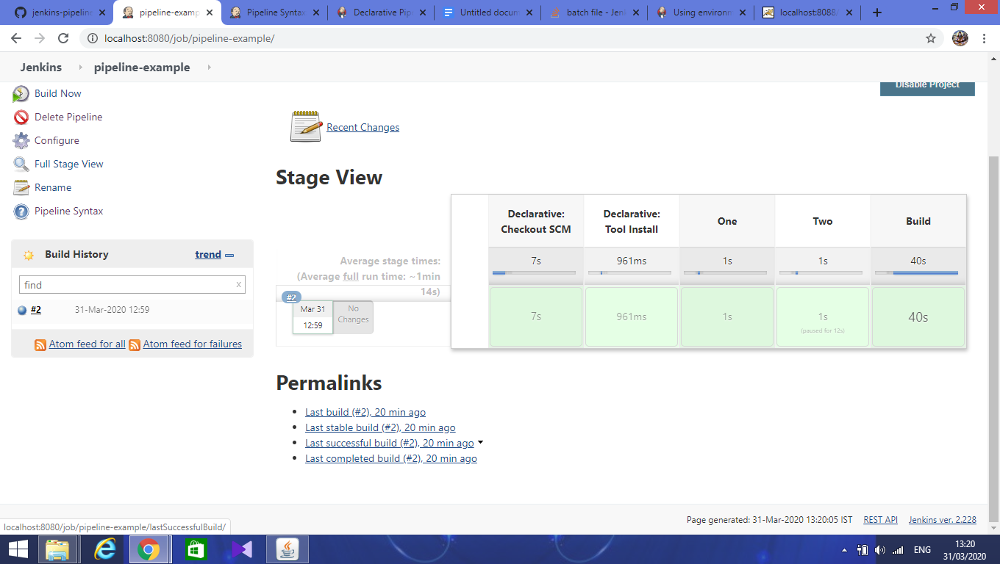 jenkins-pipelin
pipeline-examp
Pipeline Syntax
Declarative Pip
Untitled docum
batch file - Jenk
Using environm
localhost:8088/
localhost:8080/job/pipeline-example/
Jenkins
pipeline-example
Build Now
Delete Pipeline
Configure
Full Stage View
Rename
Pipeline Syntax
Build History
trend
find
x
#2
31-Mar-2020 12:59
Atom feed for all
Atom feed for failures
Disable Project
Recent Changes
Stage View
Declarative:
Checkout SCM
Declarative:
Tool Install
One
Two
Build
Average stage times:
(Average full run time: ~1min
14s)
7s
961ms
1s
1s
40s
#2
Mar 31
12:59
No
Changes
7s
961ms
1s
1s
(paused for 12s)
40s
Permalinks
Last build (#2), 20 min ago
Last stable build (#2), 20 min ago
Last successful build (#2), 20 min ago
Last completed build (#2), 20 min ago
Page generated: 31-Mar-2020 13:20:05 IST
REST API
Jenkins ver. 2.228
localhost:8080/job/pipeline-example/lastSuccessfulBuild/
ENG
13:20
31/03/2020